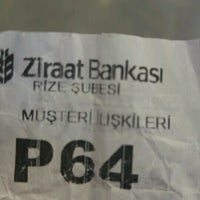 Ziraat Bankası
RİZE ŞUBESİ
MÜŞTERİ İLİŞKİLERİ
P64